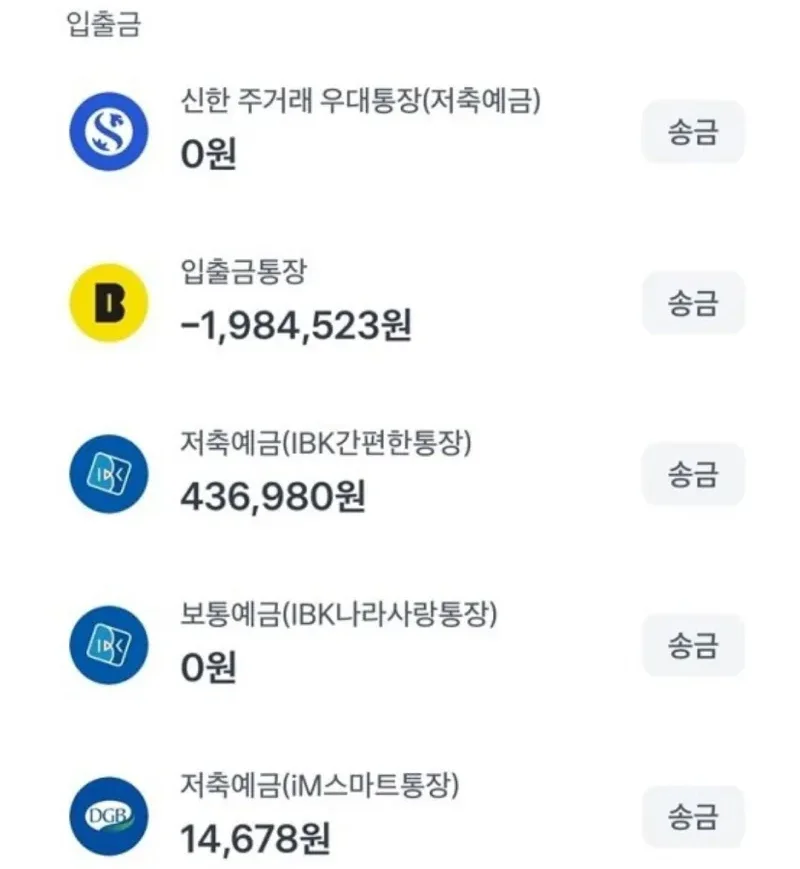 입출금
신한 주거래 우대통장(저축예금)
0원
송금
입출금통장
-1,984,523원
송금
저축예금(IBK간편한통장)
436,980원
송금
보통예금(IBK나라사랑통장)
0원
송금
저축예금(iM스마트통장)
14,678원
송금
B
IBK
IBK
DGB